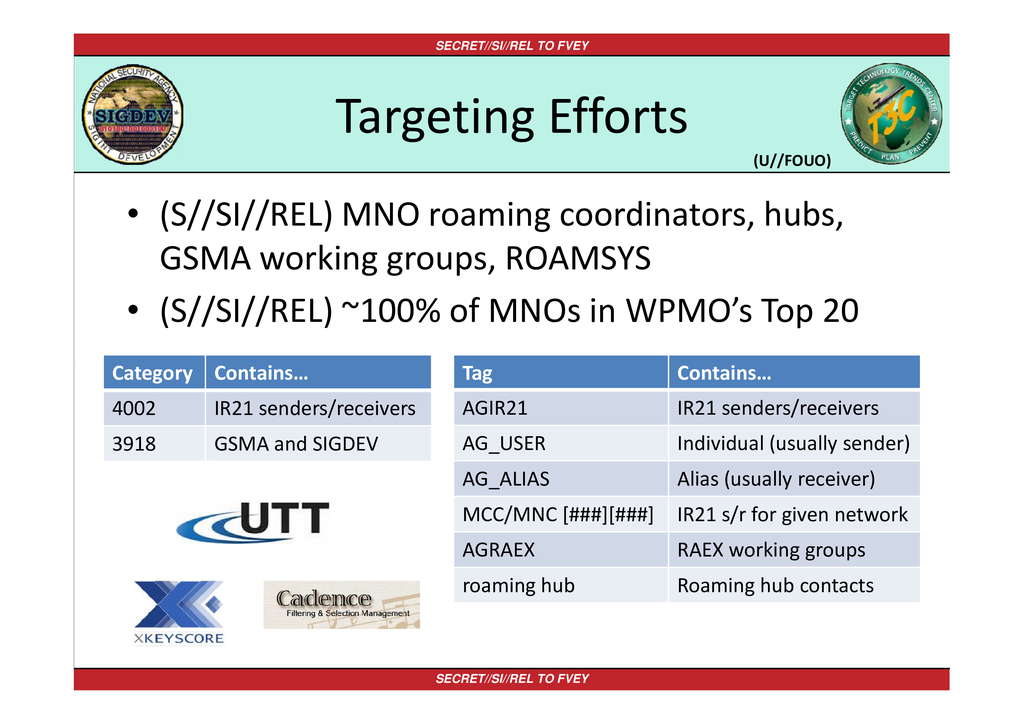 SECRET//SI//REL TO FVEY
NATIONAL SECURITY AGENCY
SIGDEV
SIGINT DEVELOPMENT
Targeting Efforts
TARGET TECHNOLOGY TRENDS CENTER
T3C
PREDICT PLAN PREVENT
(U//FOUO)
• (S//SI//REL) MNO roaming coordinators, hubs,
GSMA working groups, ROAMSYS
• (S//SI//REL) ~100% of MNOs in WPMO’s Top 20
Category Contains…
4002 IR21 senders/receivers
3918 GSMA and SIGDEV
Tag Contains…
AGIR21 IR21 senders/receivers
AG_USER Individual (usually sender)
AG_ALIAS Alias (usually receiver)
MCC/MNC [###][###] IR21 s/r for given network
AGRAEX RAEX working groups
roaming hub Roaming hub contacts
UTT
XKEYSCORE
Cadence
Filtering & Selection Management
SECRET//SI//REL TO FVEY